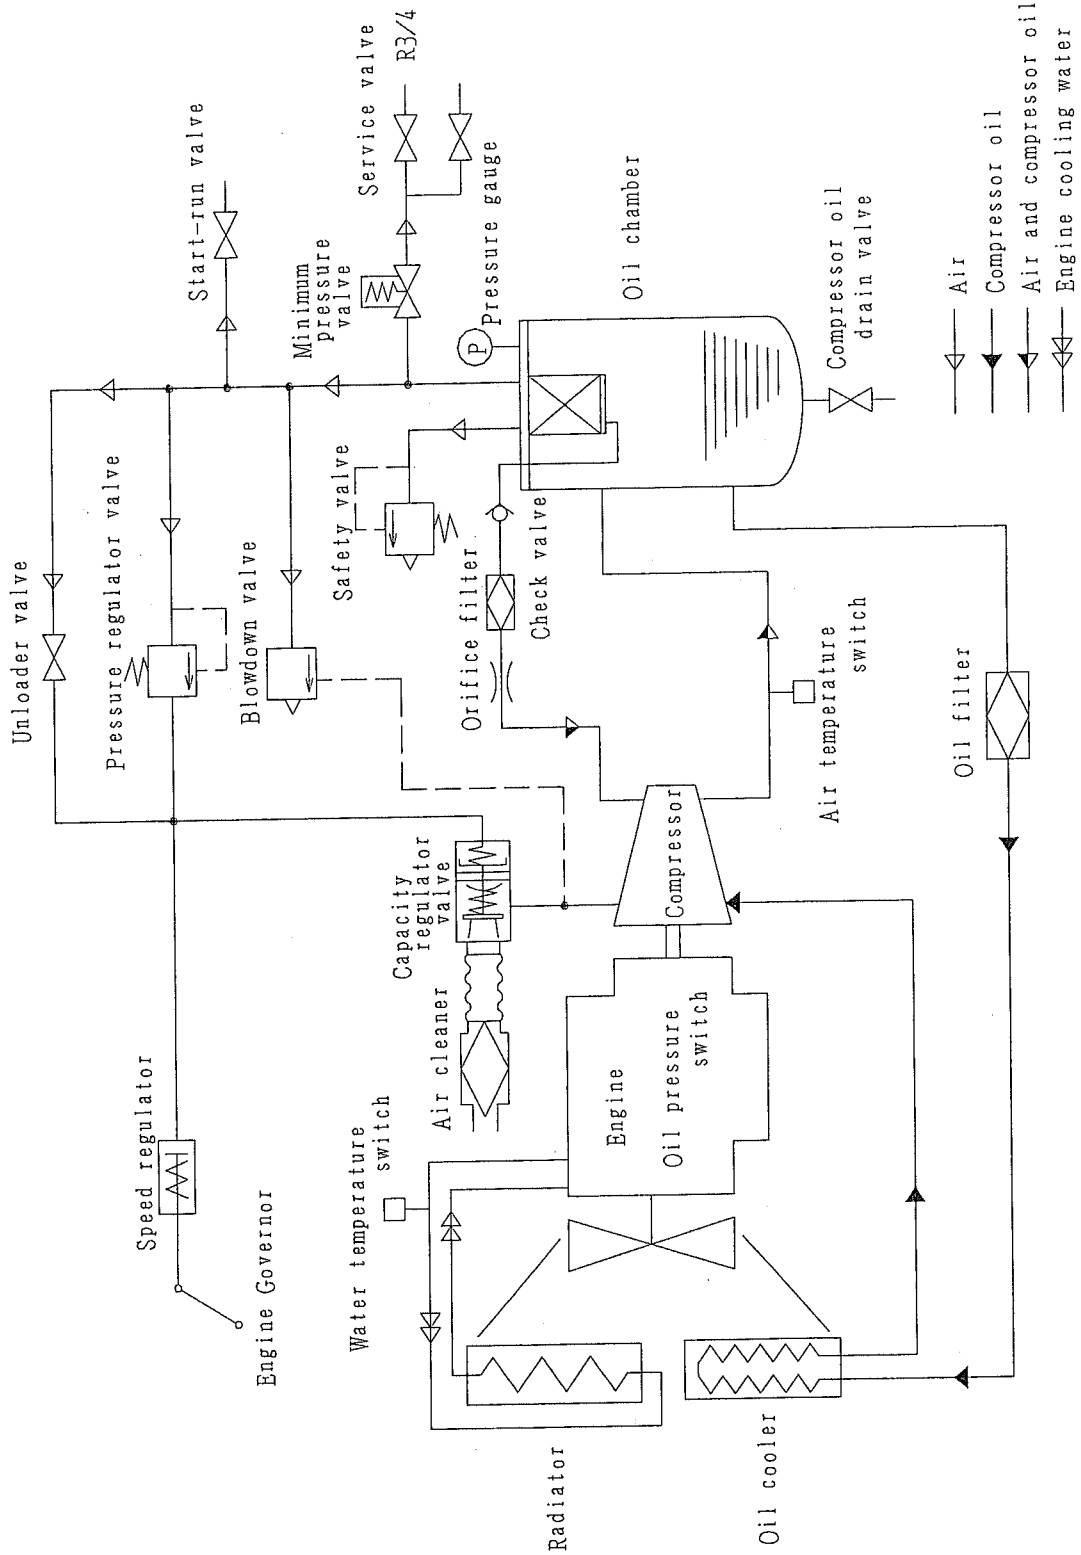 Unloader valve
Pressure regulator valve
Start-run valve
Blowdown valve
Minimum
pressure
valve
Safety valve
Service valve
R3/4
Pressure gauge
P
Speed regulator
Engine Governor
Capacity
regulator
valve
Orifice filter
Check valve
Oil chamber
Water temperature
switch
Air cleaner
Compressor
Engine
Oil pressure
switch
Air temperature
switch
Compressor oil
drain valve
Radiator
Oil cooler
Oil filter
Air
Compressor oil
Air and compressor oil
Engine cooling water